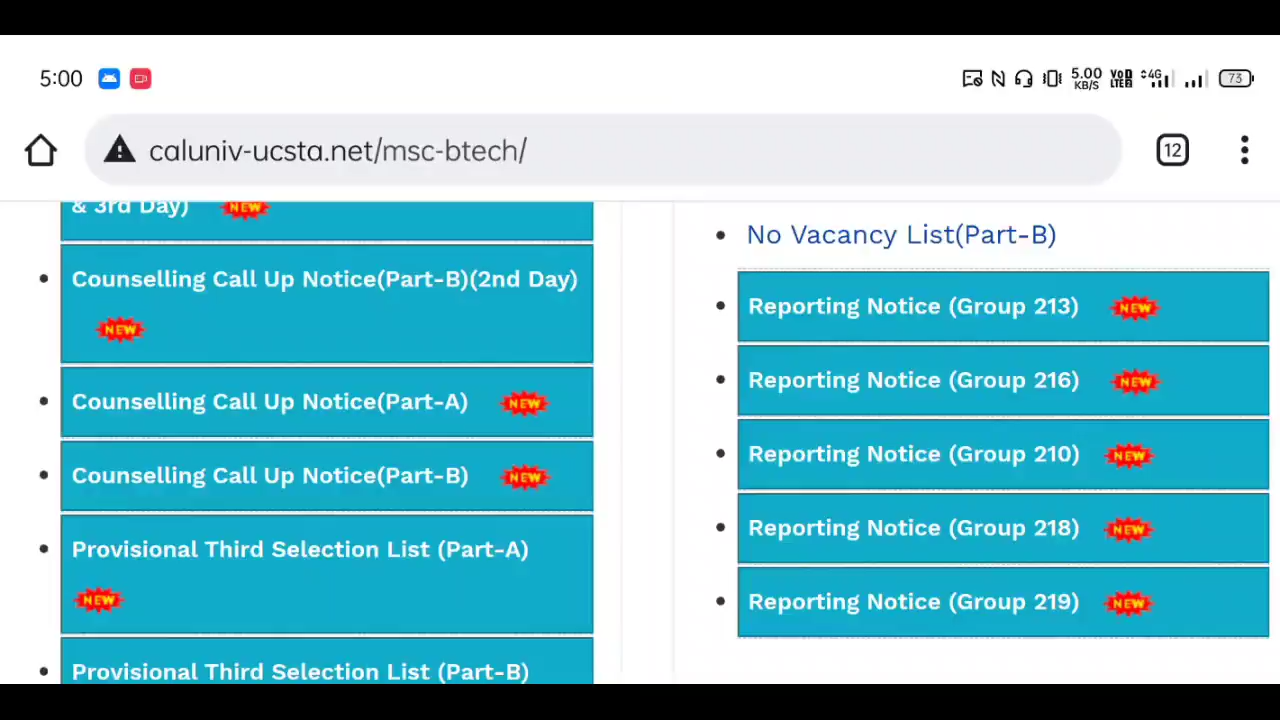 5:00
5.00
KB/S
VoD
LTE2
4G
73
caluniv-ucsta.net/msc-btech/
12
& 3rd Day) NEW
Counselling Call Up Notice(Part-B)(2nd Day)
NEW
Counselling Call Up Notice(Part-A) NEW
Counselling Call Up Notice(Part-B) NEW
Provisional Third Selection List (Part-A)
NEW
Provisional Third Selection List (Part-B)
No Vacancy List(Part-B)
Reporting Notice (Group 213) NEW
Reporting Notice (Group 216) NEW
Reporting Notice (Group 210) NEW
Reporting Notice (Group 218) NEW
Reporting Notice (Group 219) NEW